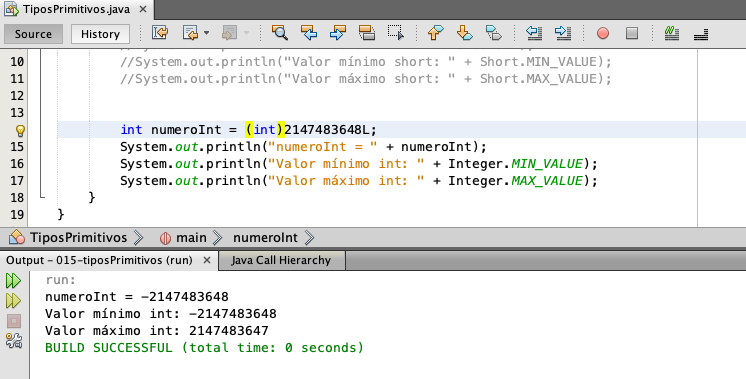 TiposPrimitivos.java ×
Source History
10 //System.out.println("Valor mínimo short: " + Short.MIN_VALUE);
11 //System.out.println("Valor máximo short: " + Short.MAX_VALUE);
12
13
int numeroInt = (int)2147483648L;
15 System.out.println("numeroInt = " + numeroInt);
16 System.out.println("Valor mínimo int: " + Integer.MIN_VALUE);
17 System.out.println("Valor máximo int: " + Integer.MAX_VALUE);
18 }
19 }
TiposPrimitivos main numeroInt
Output - 015-tiposPrimitivos (run) × Java Call Hierarchy
run:
numeroInt = -2147483648
Valor mínimo int: -2147483648
Valor máximo int: 2147483647
BUILD SUCCESSFUL (total time: 0 seconds)